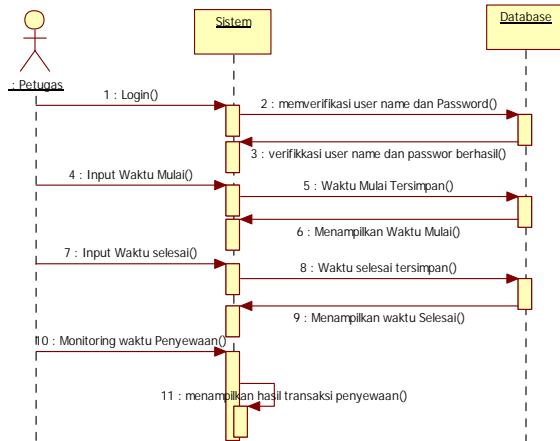 Sistem
Database
: Petugas
1 : Login()
2 : memverifikasi user name dan Password()
3 : verifikkasi user name dan passwor berhasil()
4 : Input Waktu Mulai()
5 : Waktu Mulai Tersimpan()
6 : Menampilkan Waktu Mulai()
7 : Input Waktu selesai()
8 : Waktu selesai tersimpan()
9 : Menampilkan waktu Selesai()
10 : Monitoring waktu Penyewaan()
11 : menampilkan hasil transaksi penyewaan()